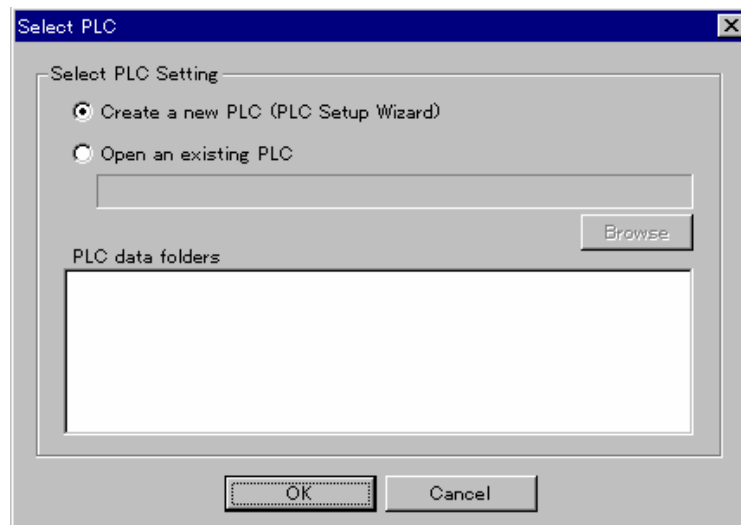 Select PLC
Select PLC Setting
Create a new PLC (PLC Setup Wizard)
Open an existing PLC
Browse
PLC data folders
OK
Cancel